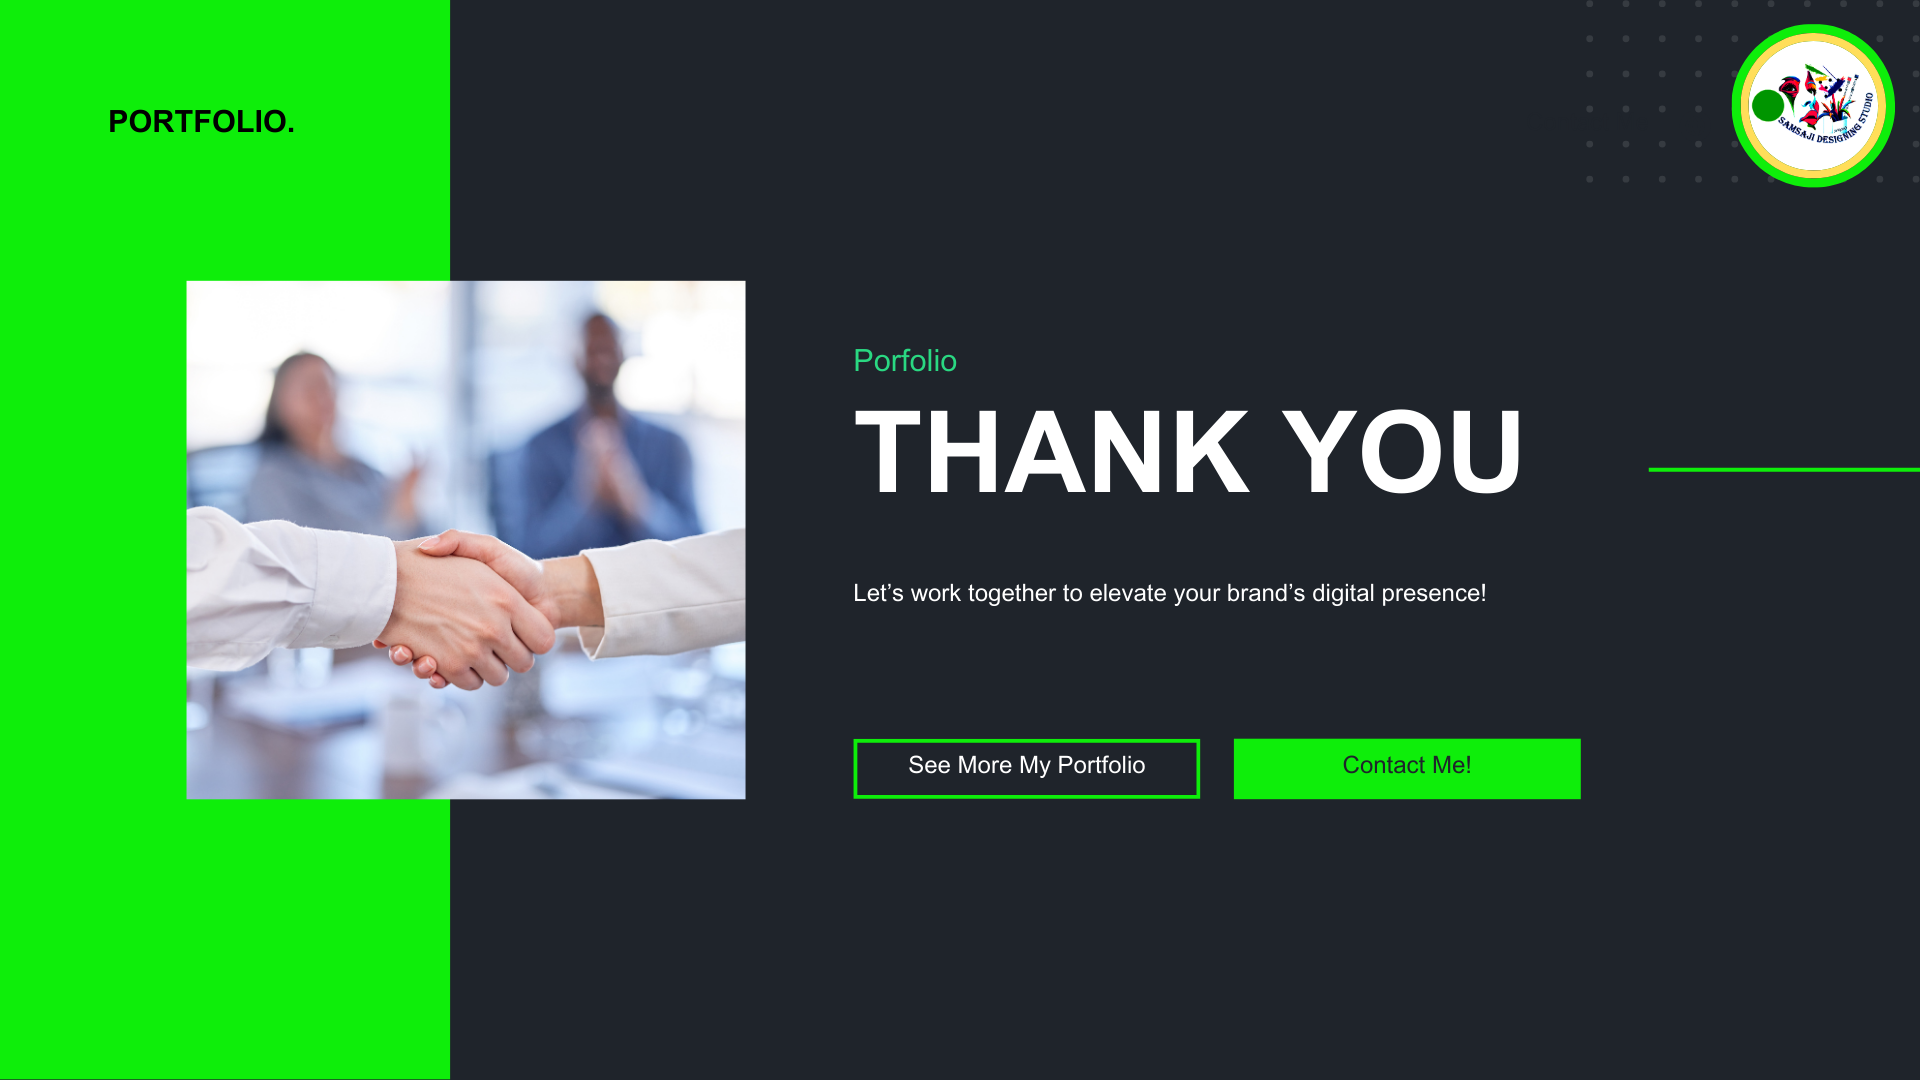 PORTFOLIO.
SAMSAJI DESIGNING STUDIO
Porfolio
THANK YOU
Let’s work together to elevate your brand’s digital presence!
See More My Portfolio
Contact Me!